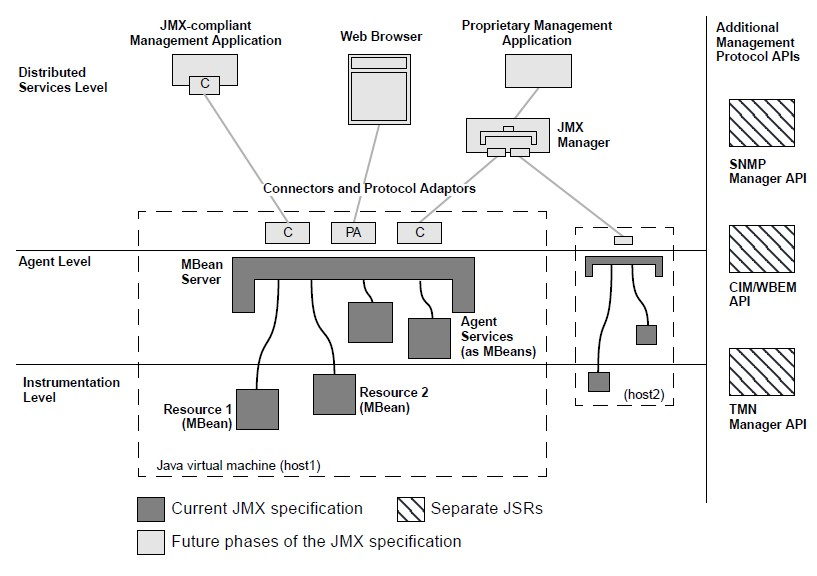 JMX-compliant
Management Application
Web Browser
Proprietary Management
Application
Additional
Management
Protocol APIs
Distributed
Services Level
C
JMX
Manager
SNMP
Manager API
Connectors and Protocol Adaptors
C
PA
C
Agent Level
MBean
Server
CIM/WBEM
API
Agent
Services
(as MBeans)
Instrumentation
Level
Resource 1
(MBean)
Resource 2
(MBean)
(host2)
TMN
Manager API
Java virtual machine (host1)
Current JMX specification
Separate JSRs
Future phases of the JMX specification